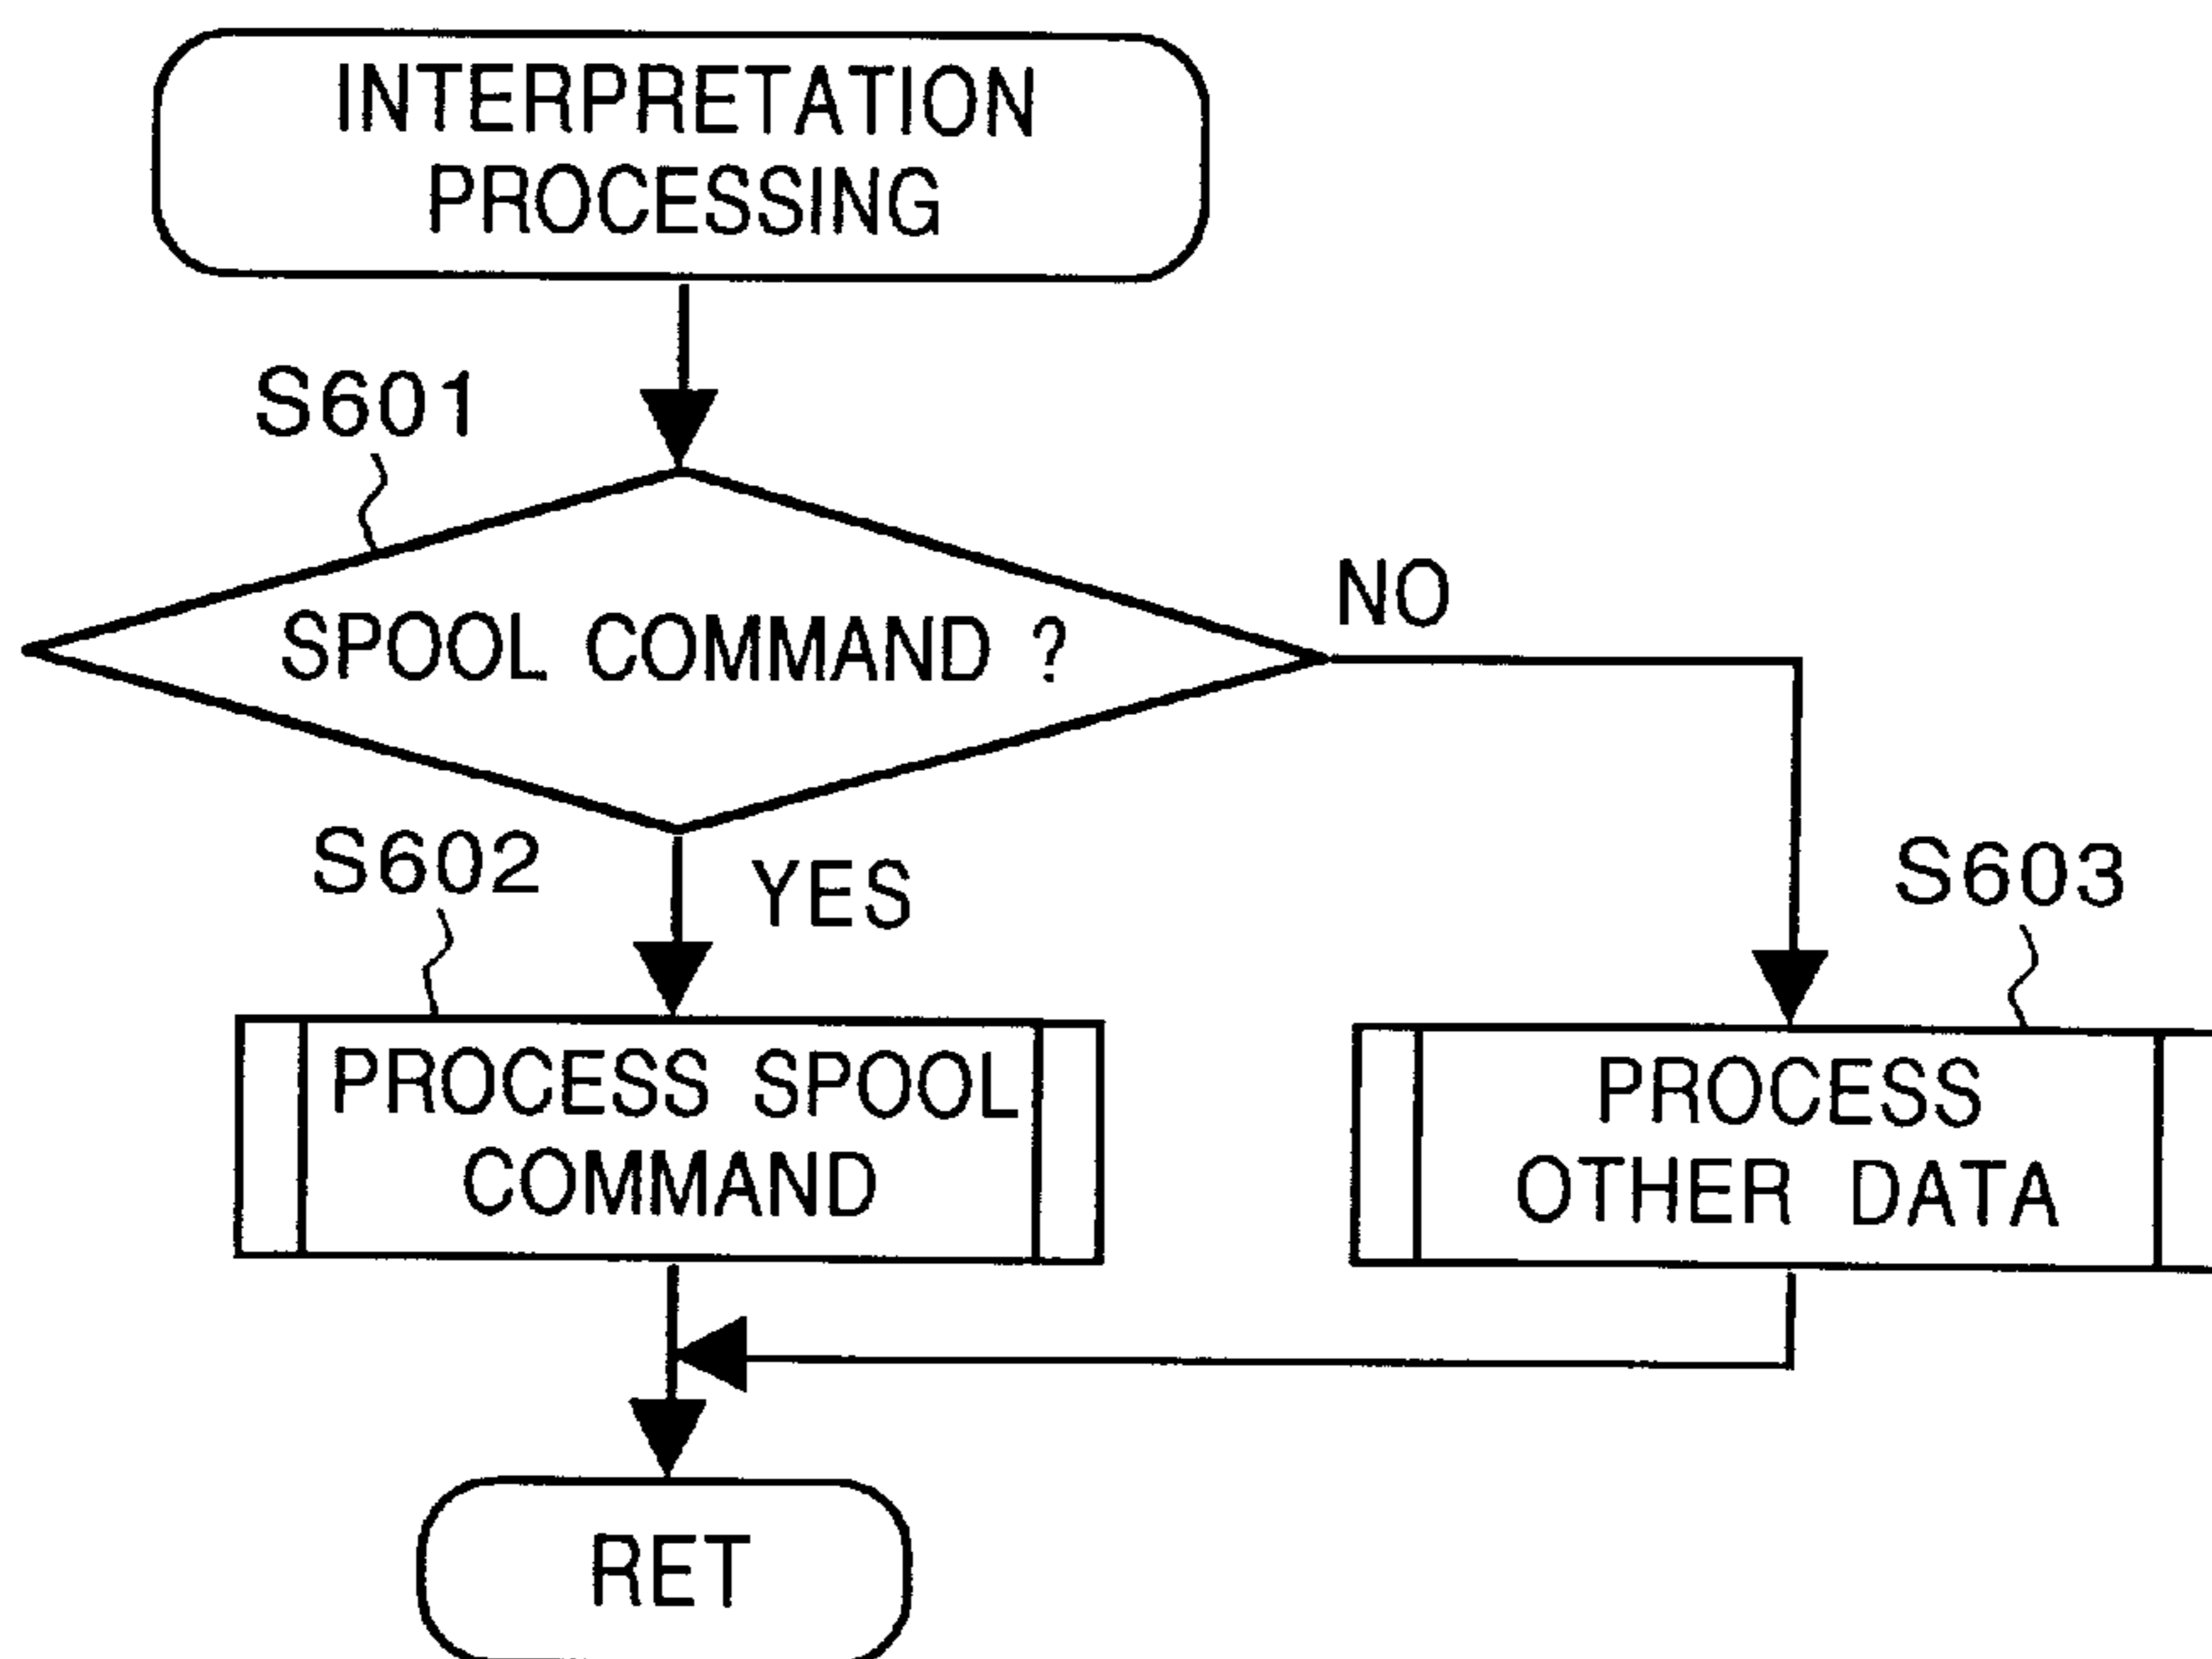 INTERPRETATION
PROCESSING
S601
SPOOL COMMAND ?
NO
S602
YES
S603
PROCESS SPOOL
COMMAND
PROCESS
OTHER DATA
RET